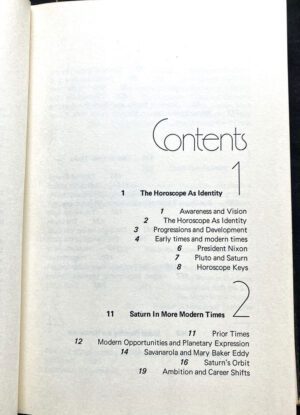 Contents
1
1 The Horoscope As Identity
1 Awareness and Vision
2 The Horoscope As Identity
3 Progressions and Development
4 Early times and modern times
6 President Nixon
7 Pluto and Saturn
8 Horoscope Keys
2
11 Saturn In More Modern Times
11 Prior Times
12 Modern Opportunities and Planetary Expression
14 Savanarola and Mary Baker Eddy
16 Saturn's Orbit
19 Ambition and Career Shifts